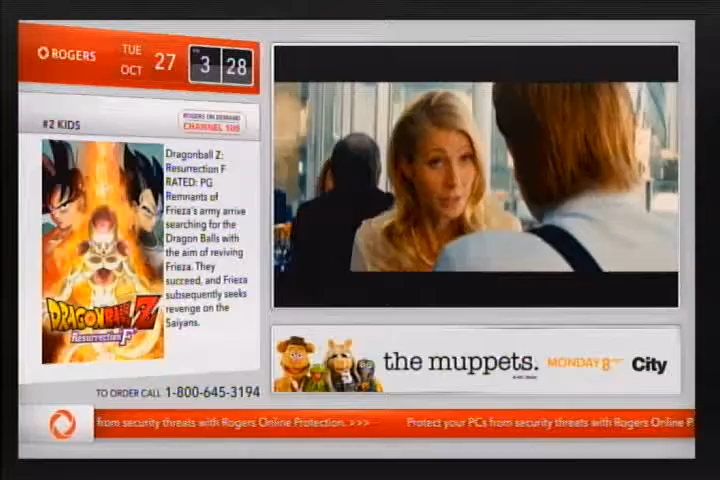 ROGERS
TUE
OCT
27
3 28
#2 KIDS
ROGERS ON DEMAND
CHANNEL 100
Dragonball Z:
Resurrection F
RATED: PG
Remnants of
Frieza's army arrive
searching for the
Dragon Balls with
the aim of reviving
Frieza. They
succeed, and Frieza
subsequently seeks
revenge on the
Saiyans.
DRAGONBALL Z
Resurrection 'F'
TO ORDER CALL 1-800-645-3194
the muppets.
MONDAY 8
City
from security threats with Rogers Online Protection. >>> Protect your PCs from security threats with Rogers Online P